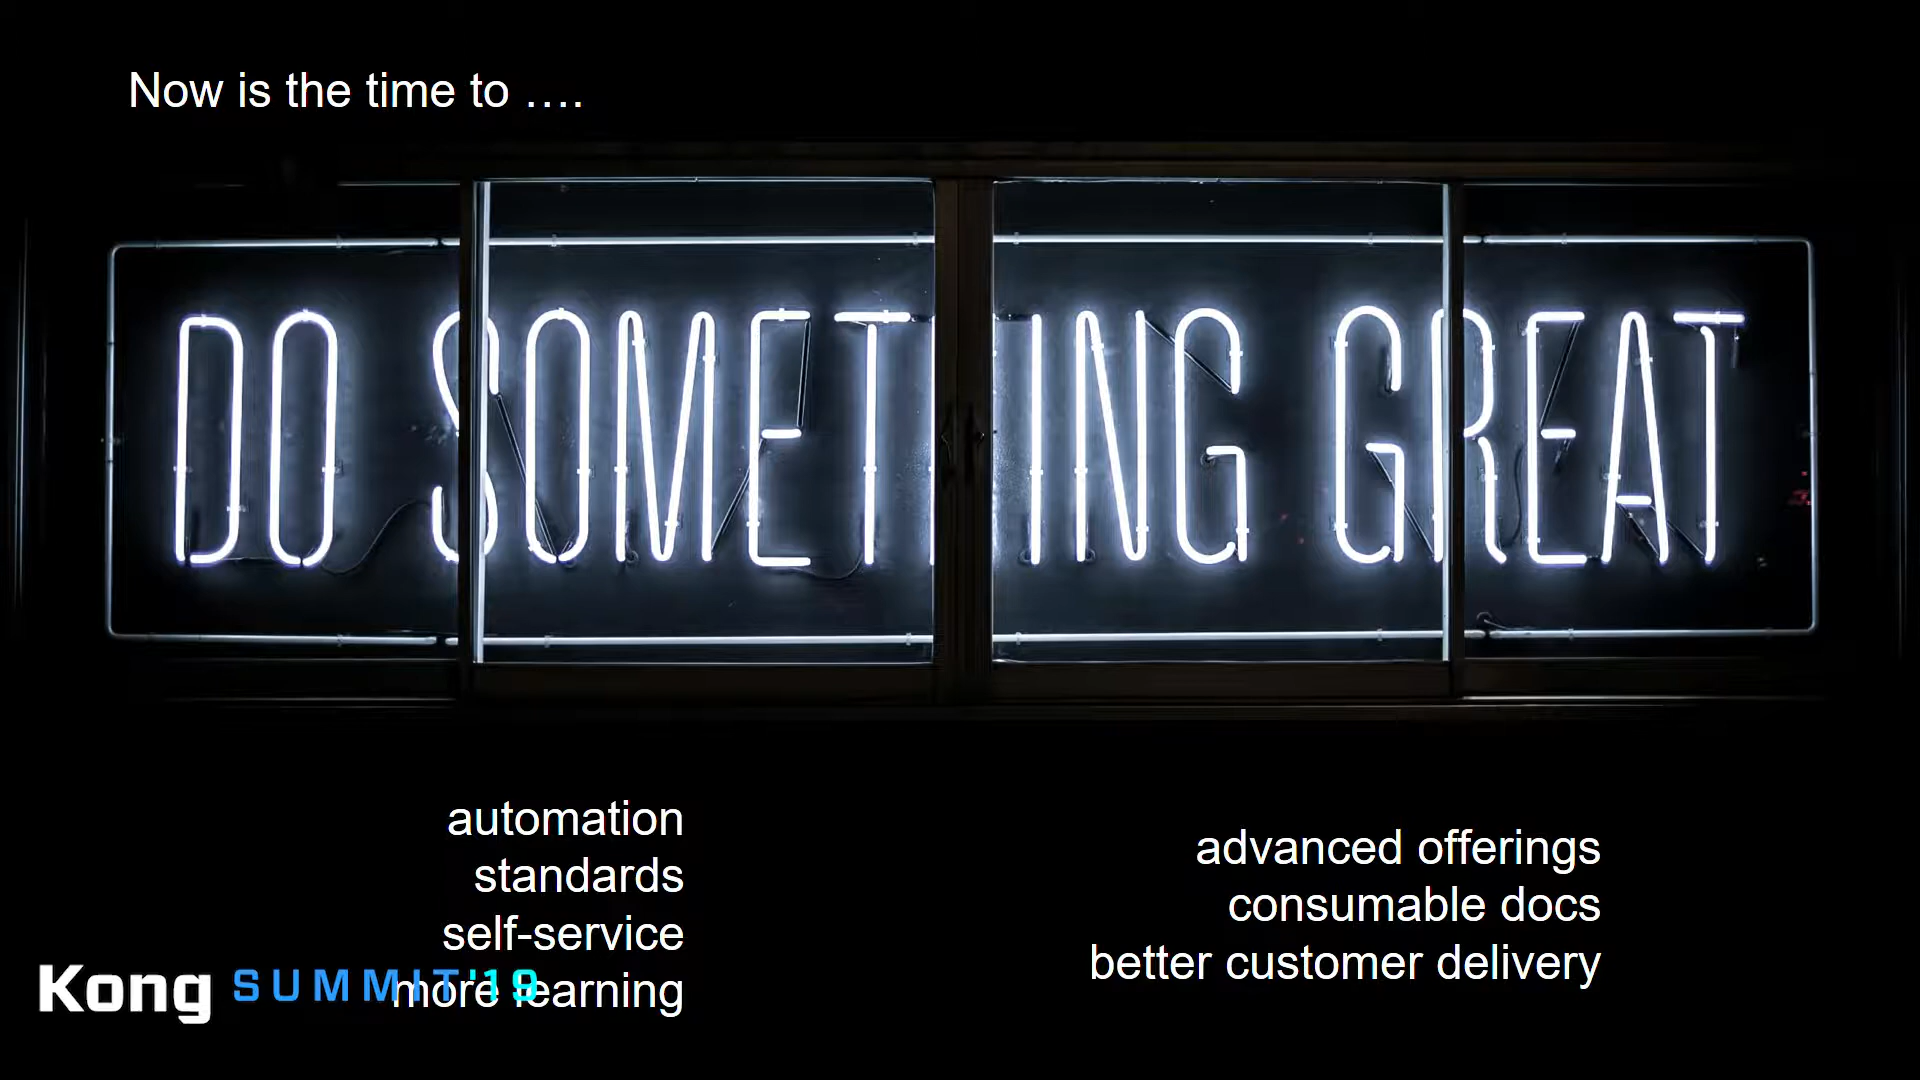 Now is the time to ....
DO SOMETHING GREAT
automation
standards
self-service
more learning
advanced offerings
consumable docs
better customer delivery
Kong SUMMIT'19